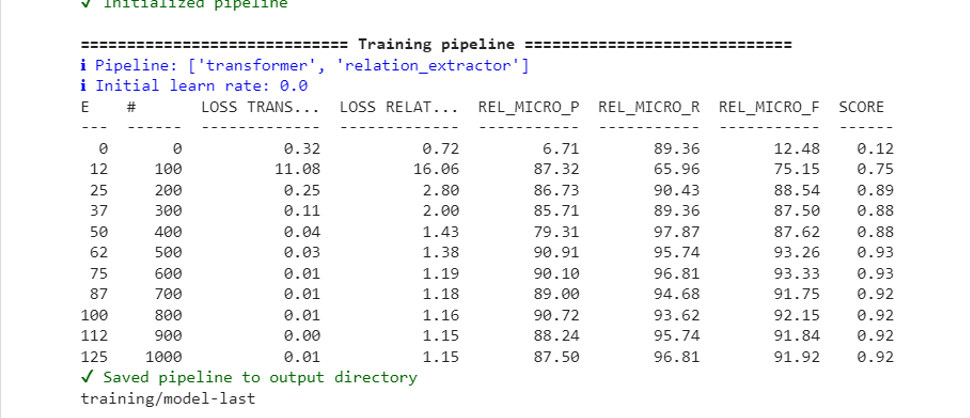 ✓ Initialized pipeline
============================= Training pipeline =============================
ℹ Pipeline: ['transformer', 'relation_extractor']
ℹ Initial learn rate: 0.0
E    #       LOSS TRANS...  LOSS RELAT...  REL_MICRO_P  REL_MICRO_R  REL_MICRO_F  SCORE
---  ------  -------------  -------------  -----------  -----------  -----------  ------
  0       0           0.32           0.72         6.71        89.36        12.48    0.12
 12     100          11.08          16.06        87.32        65.96        75.15    0.75
 25     200           0.25           2.80        86.73        90.43        88.54    0.89
 37     300           0.11           2.00        85.71        89.36        87.50    0.88
 50     400           0.04           1.43        79.31        97.87        87.62    0.88
 62     500           0.03           1.38        90.91        95.74        93.26    0.93
 75     600           0.01           1.19        90.10        96.81        93.33    0.93
 87     700           0.01           1.18        89.00        94.68        91.75    0.92
100     800           0.01           1.16        90.72        93.62        92.15    0.92
112     900           0.00           1.15        88.24        95.74        91.84    0.92
125    1000           0.01           1.15        87.50        96.81        91.92    0.92
✓ Saved pipeline to output directory
training/model-last